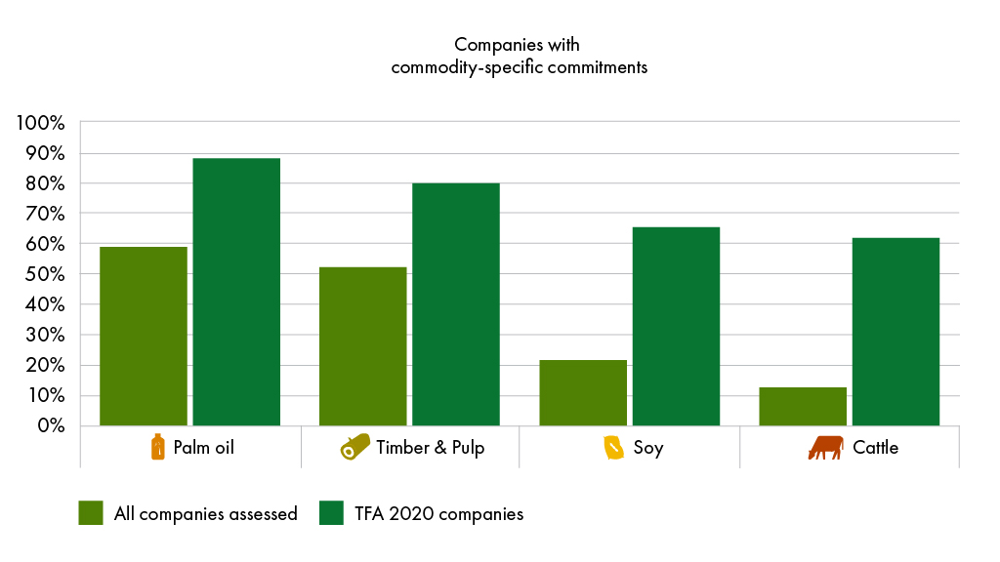 Companies with
commodity-specific commitments
100%
90%
80%
70%
60%
50%
40%
30%
20%
10%
0%
Palm oil
Timber & Pulp
Soy
Cattle
All companies assessed
TFA 2020 companies